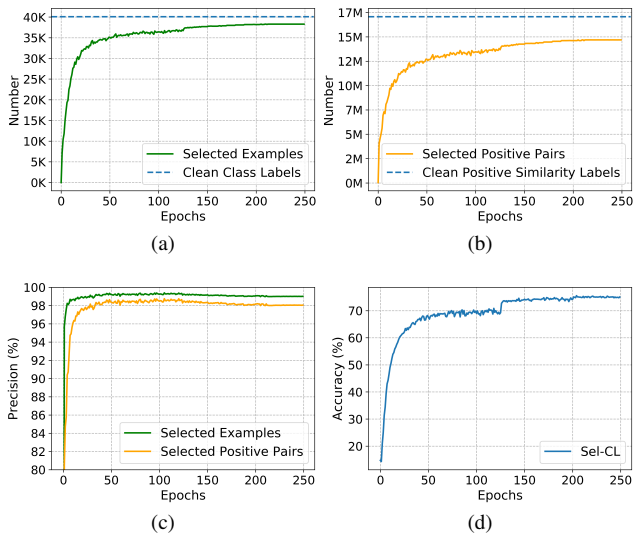 40K
35K
30K
25K
20K
15K
10K
5K
0K
Number
Selected Examples
Clean Class Labels
0 50 100 150 200 250
Epochs
(a)
17M
15M
12M
10M
7M
5M
2M
0M
Number
Selected Positive Pairs
Clean Positive Similarity Labels
0 50 100 150 200 250
Epochs
(b)
100
98
96
94
92
90
88
86
84
82
80
Precision (%)
Selected Examples
Selected Positive Pairs
0 50 100 150 200 250
Epochs
(c)
70
60
50
40
30
20
Accuracy (%)
Sel-CL
0 50 100 150 200 250
Epochs
(d)